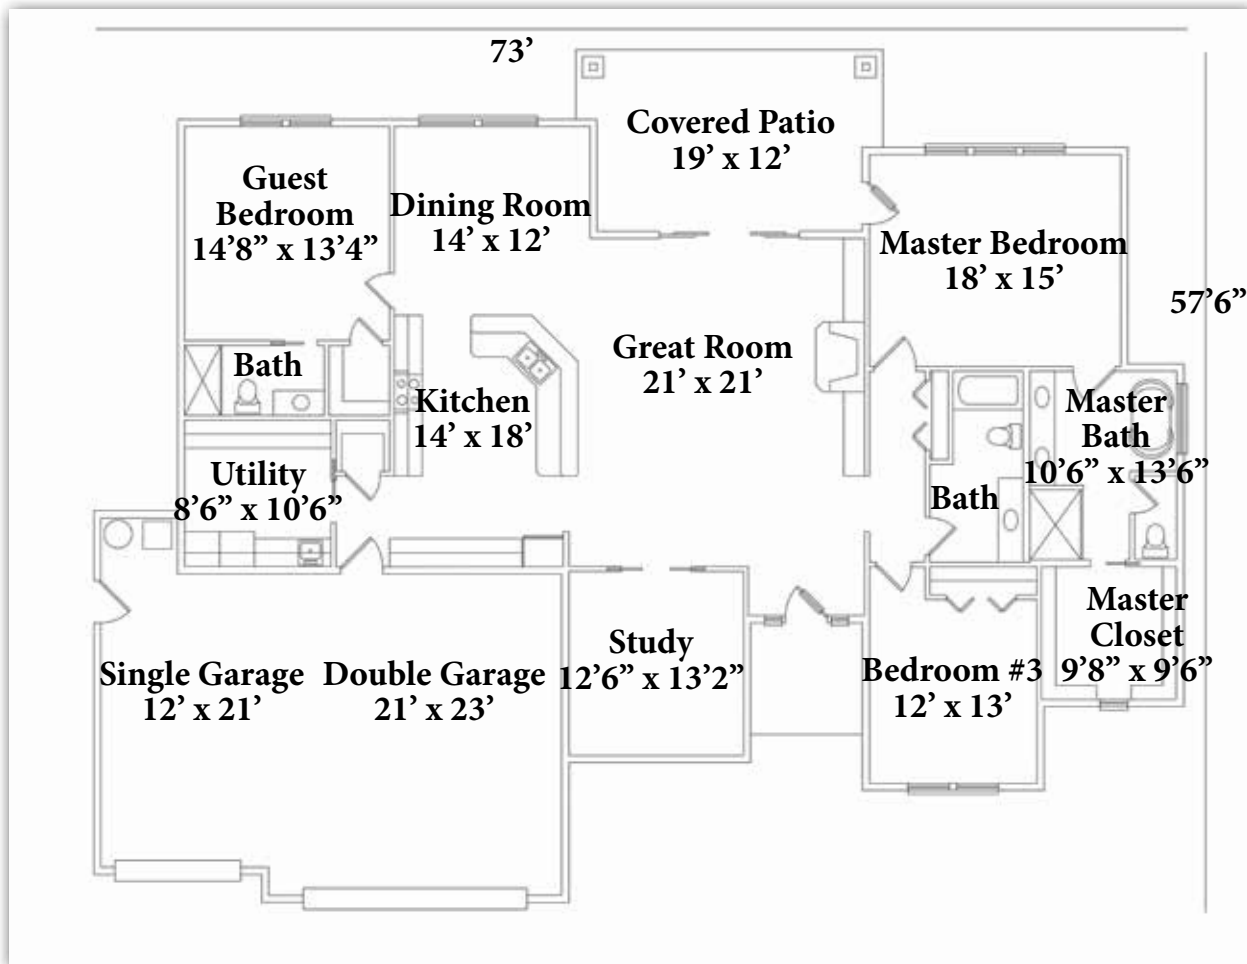 73’
Covered Patio
19’ x 12’
Guest
Bedroom
14'8” x 13'4”
Dining Room
14’ x 12’
Master Bedroom
18’ x 15’
57’6”
Great Room
21’ x 21’
Bath
Kitchen
14’ x 18’
Master
Bath
10’6” x 13’6”
Utility
8’6” x 10’6”
Bath
Master
Closet
9’8” x 9’6”
Study
12’6” x 13’2”
Bedroom #3
12’ x 13’
Single Garage
12’ x 21’
Double Garage
21’ x 23’